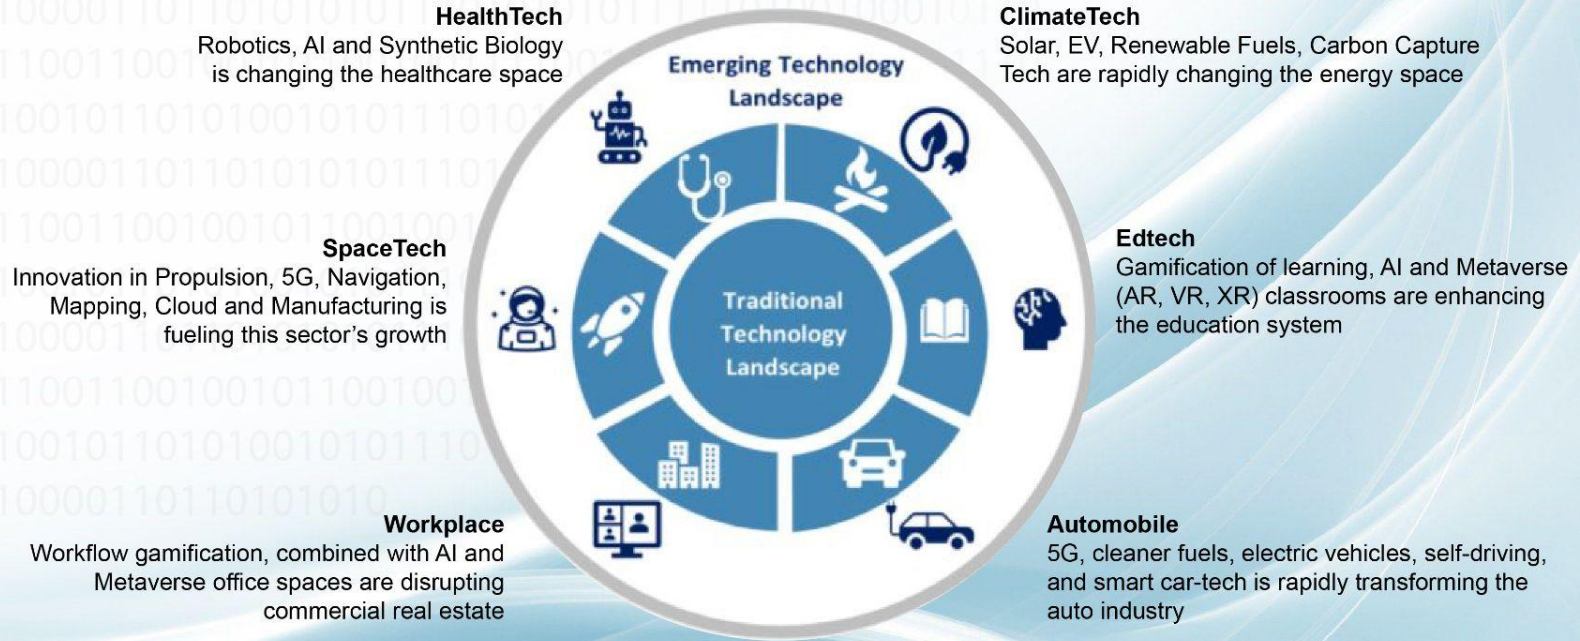 HealthTech
Robotics, AI and Synthetic Biology
is changing the healthcare space
ClimateTech
Solar, EV, Renewable Fuels, Carbon Capture
Tech are rapidly changing the energy space
Emerging Technology
Landscape
SpaceTech
Innovation in Propulsion, 5G, Navigation,
Mapping, Cloud and Manufacturing is
fueling this sector's growth
Traditional
Technology
Landscape
Edtech
Gamification of learning, AI and Metaverse
(AR, VR, XR) classrooms are enhancing
the education system
Workplace
Workflow gamification, combined with AI and
Metaverse office spaces are disrupting
commercial real estate
Automobile
5G, cleaner fuels, electric vehicles, self-driving,
and smart car-tech is rapidly transforming the
auto industry